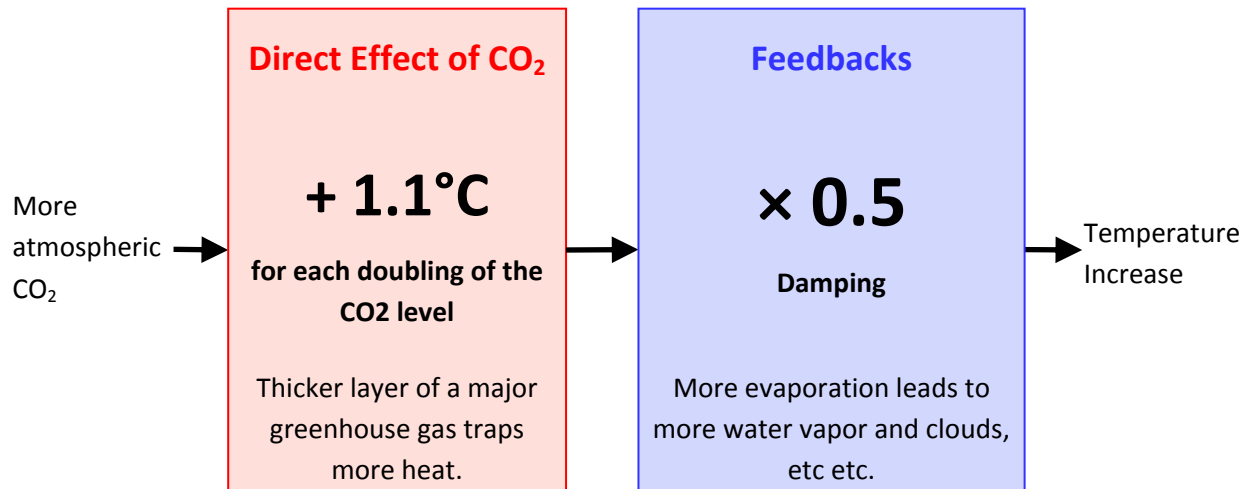 More
atmospheric
CO₂
Direct Effect of CO₂
+ 1.1°C
for each doubling of the
CO2 level
Thicker layer of a major
greenhouse gas traps
more heat.
Feedbacks
× 0.5
Damping
More evaporation leads to
more water vapor and clouds,
etc etc.
Temperature
Increase